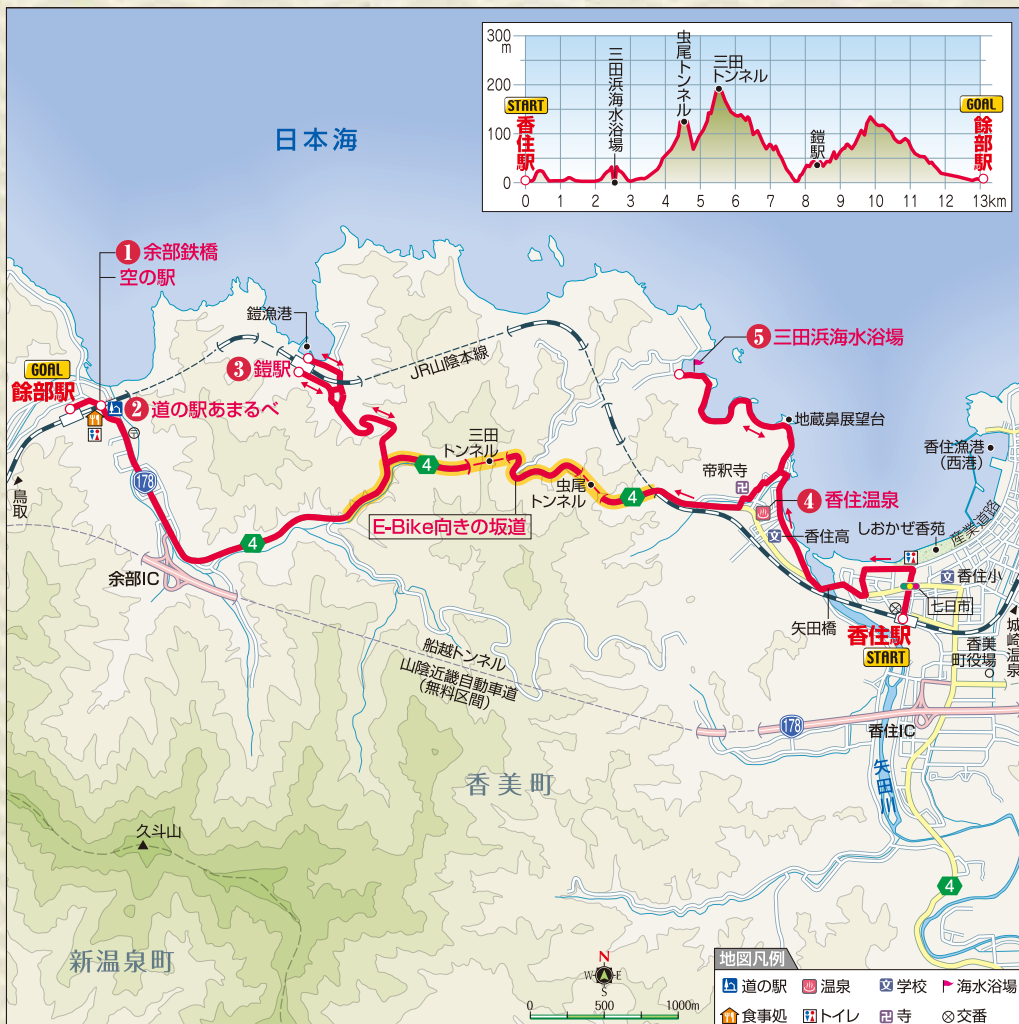 300
m
200
100
0
START
香住駅
三田浜海水浴場
虫尾トンネル
三田
トンネル
鎧駅
GOAL
餘部駅
0 1 2 3 4 5 6 7 8 9 10 11 12 13km
日本海
1 余部鉄橋
空の駅
鎧漁港
3 鎧駅
JR山陰本線
5 三田浜海水浴場
GOAL
餘部駅
2 道の駅あまるべ
地蔵鼻展望台
香住漁港
(西港)
三田
トンネル
4
帝釈寺
178
鳥取
虫尾
トンネル
4
4 香住温泉
E-Bike向きの坂道
香住高
しおかぜ香苑
産業道路
4
余部IC
香住小
七日市
矢田橋
香住駅
START
香美
町役場
城崎温泉
船越トンネル
山陰近畿自動車道
(無料区間)
178
香住IC
香美町
矢田川
久斗山
4
新温泉町
N
W E
S
0 500 1000m
地図凡例
道の駅 温泉 文 学校 海水浴場
食事処 トイレ 卍 寺 交番